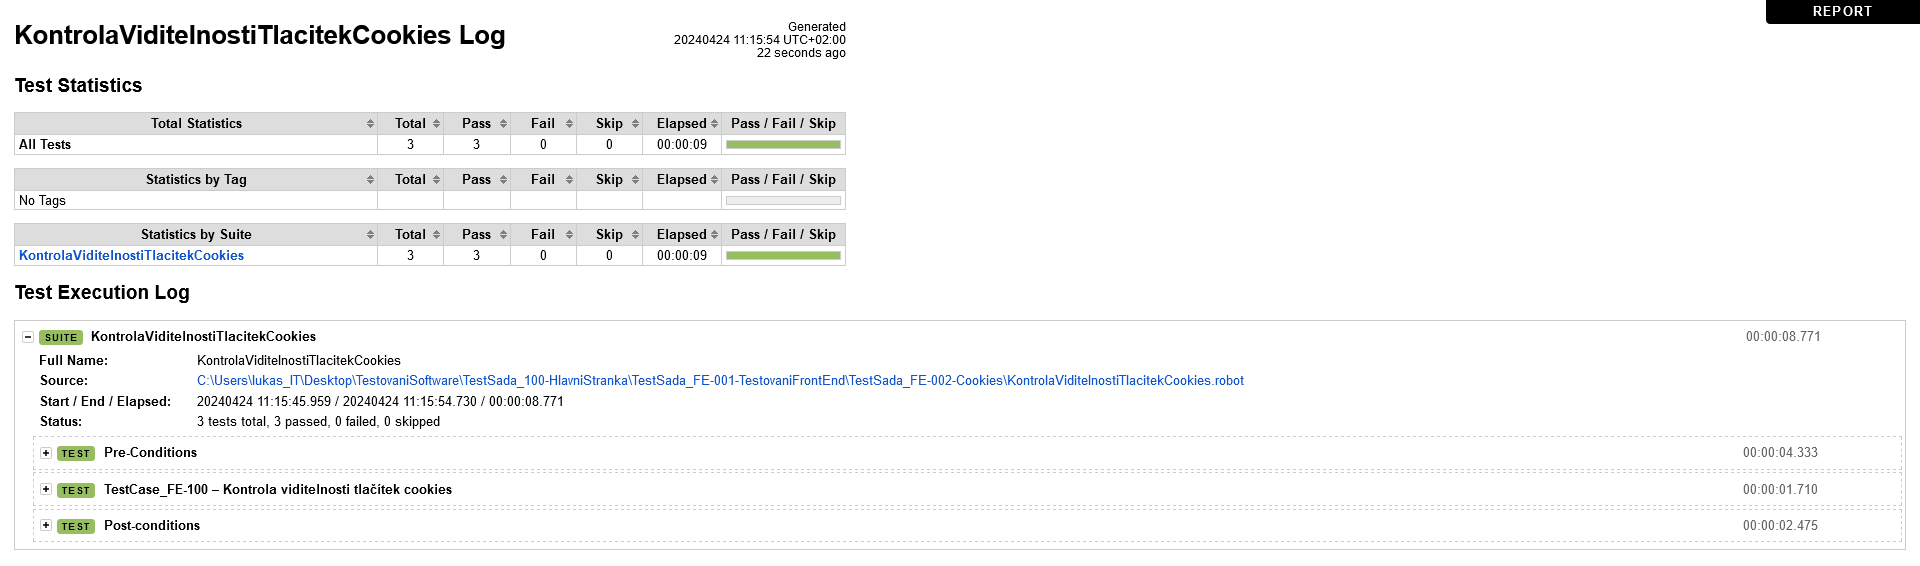 REPORT
KontrolaViditelnostiTlacitekCookies Log
Generated
20240424 11:15:54 UTC+02:00
22 seconds ago
Test Statistics
Total Statistics Total Pass Fail Skip Elapsed Pass / Fail / Skip
All Tests 3 3 0 0 00:00:09
Statistics by Tag Total Pass Fail Skip Elapsed Pass / Fail / Skip
No Tags
Statistics by Suite Total Pass Fail Skip Elapsed Pass / Fail / Skip
KontrolaViditelnostiTlacitekCookies 3 3 0 0 00:00:09
Test Execution Log
SUITE KontrolaViditelnostiTlacitekCookies 00:00:08.771
Full Name: KontrolaViditelnostiTlacitekCookies
Source: C:\Users\lukas_IT\Desktop\TestovaniSoftware\TestSada_100-HlavniStranka\TestSada_FE-001-TestovaniFrontEnd\TestSada_FE-002-Cookies\KontrolaViditelnostiTlacitekCookies.robot
Start / End / Elapsed: 20240424 11:15:45.959 / 20240424 11:15:54.730 / 00:00:08.771
Status: 3 tests total, 3 passed, 0 failed, 0 skipped
TEST Pre-Conditions 00:00:04.333
TEST TestCase_FE-100 – Kontrola viditelnosti tlačítek cookies 00:00:01.710
TEST Post-conditions 00:00:02.475